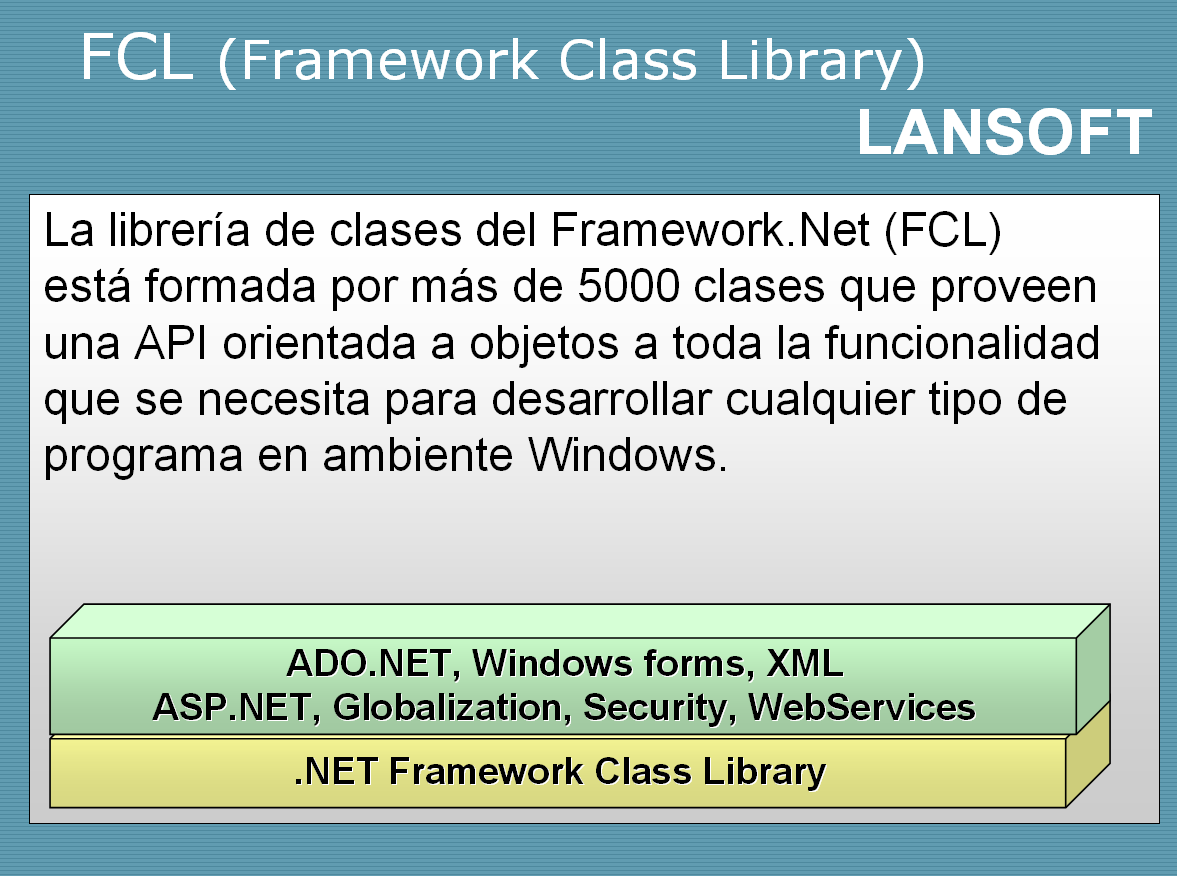 FCL (Framework Class Library)
LANSOFT
La librería de clases del Framework.Net (FCL)
está formada por más de 5000 clases que proveen
una API orientada a objetos a toda la funcionalidad
que se necesita para desarrollar cualquier tipo de
programa en ambiente Windows.
ADO.NET, Windows forms, XML
ASP.NET, Globalization, Security, WebServices
.NET Framework Class Library